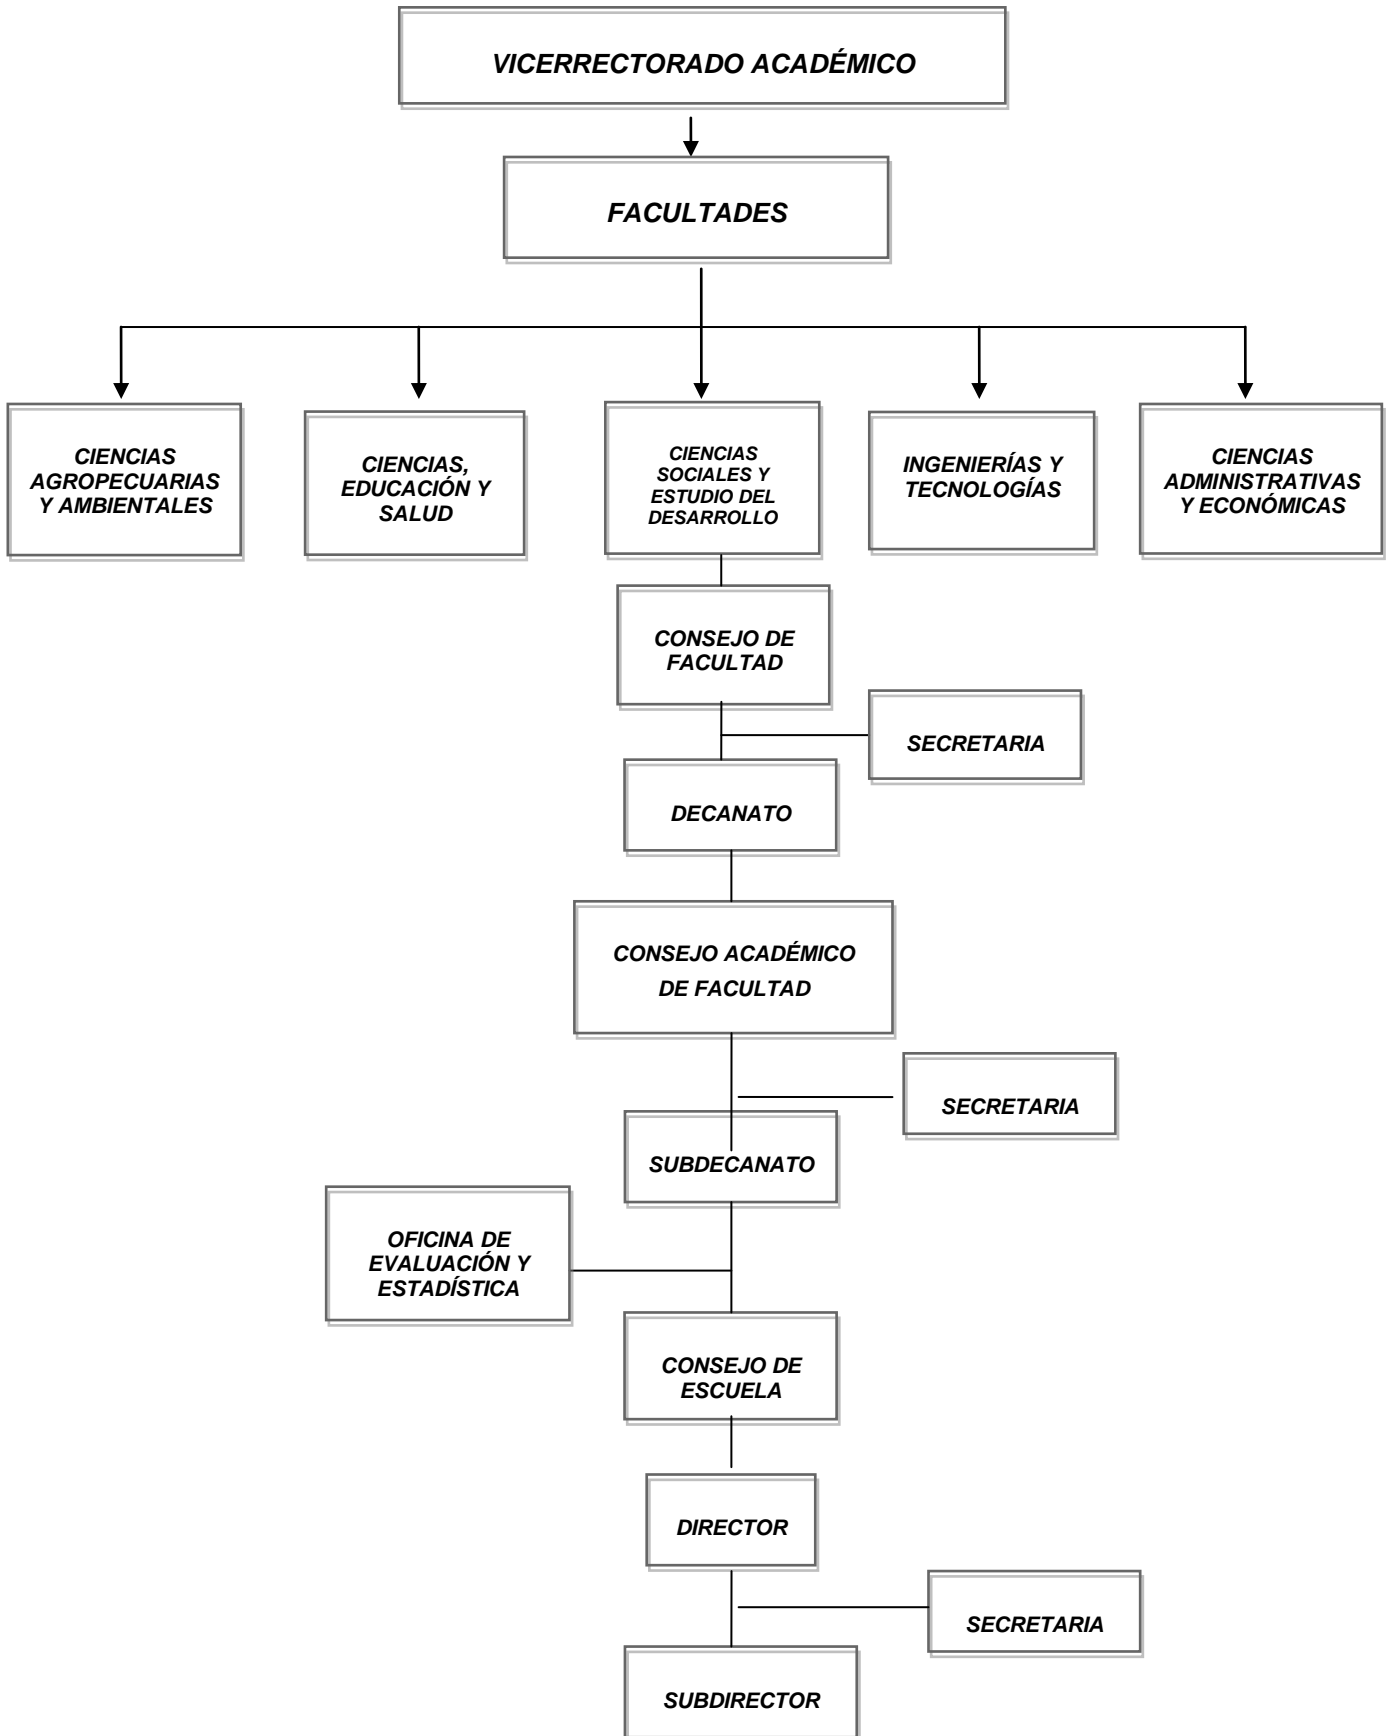 VICERRECTORADO ACADÉMICO
FACULTADES
CIENCIAS
AGROPECUARIAS
Y AMBIENTALES
CIENCIAS,
EDUCACIÓN Y
SALUD
CIENCIAS
SOCIALES Y
ESTUDIO DEL
DESARROLLO
INGENIERÍAS Y
TECNOLOGÍAS
CIENCIAS
ADMINISTRATIVAS
Y ECONÓMICAS
CONSEJO DE
FACULTAD
SECRETARIA
DECANATO
CONSEJO ACADÉMICO
DE FACULTAD
SECRETARIA
SUBDECANATO
OFICINA DE
EVALUACIÓN Y
ESTADÍSTICA
CONSEJO DE
ESCUELA
DIRECTOR
SECRETARIA
SUBDIRECTOR